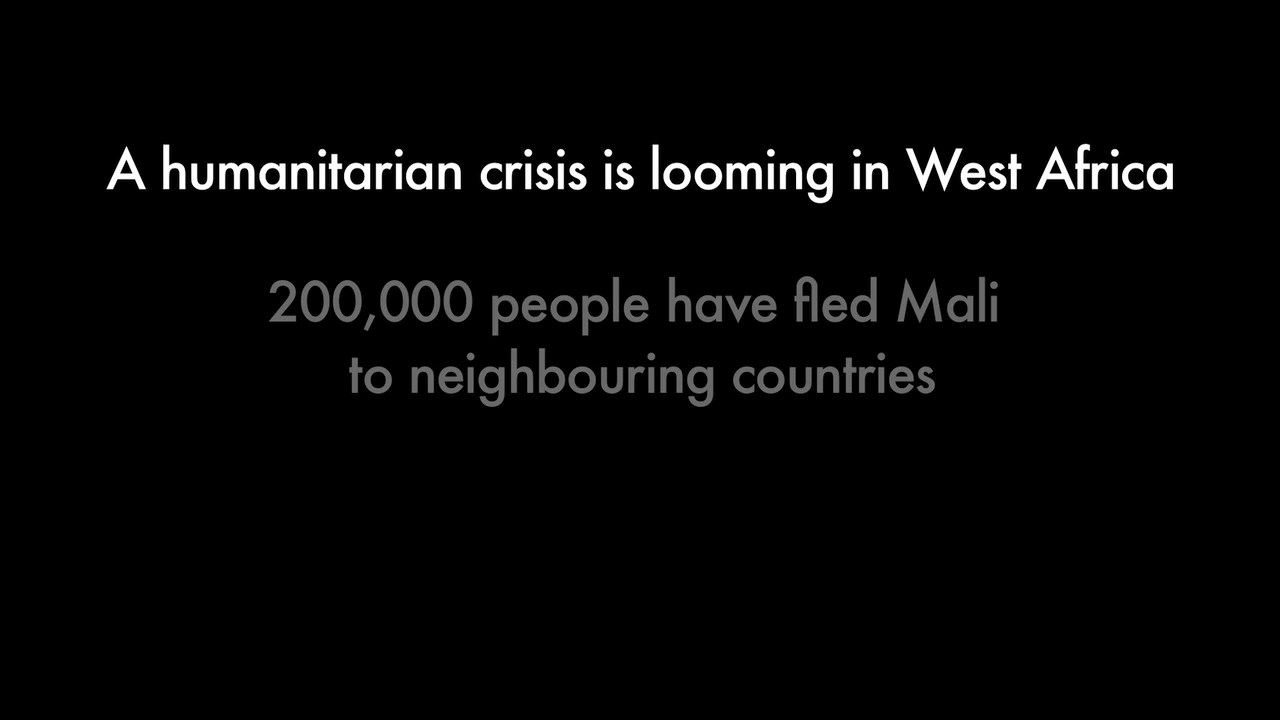 A humanitarian crisis is looming in West Africa
200,000 people have fled Mali
to neighbouring countries